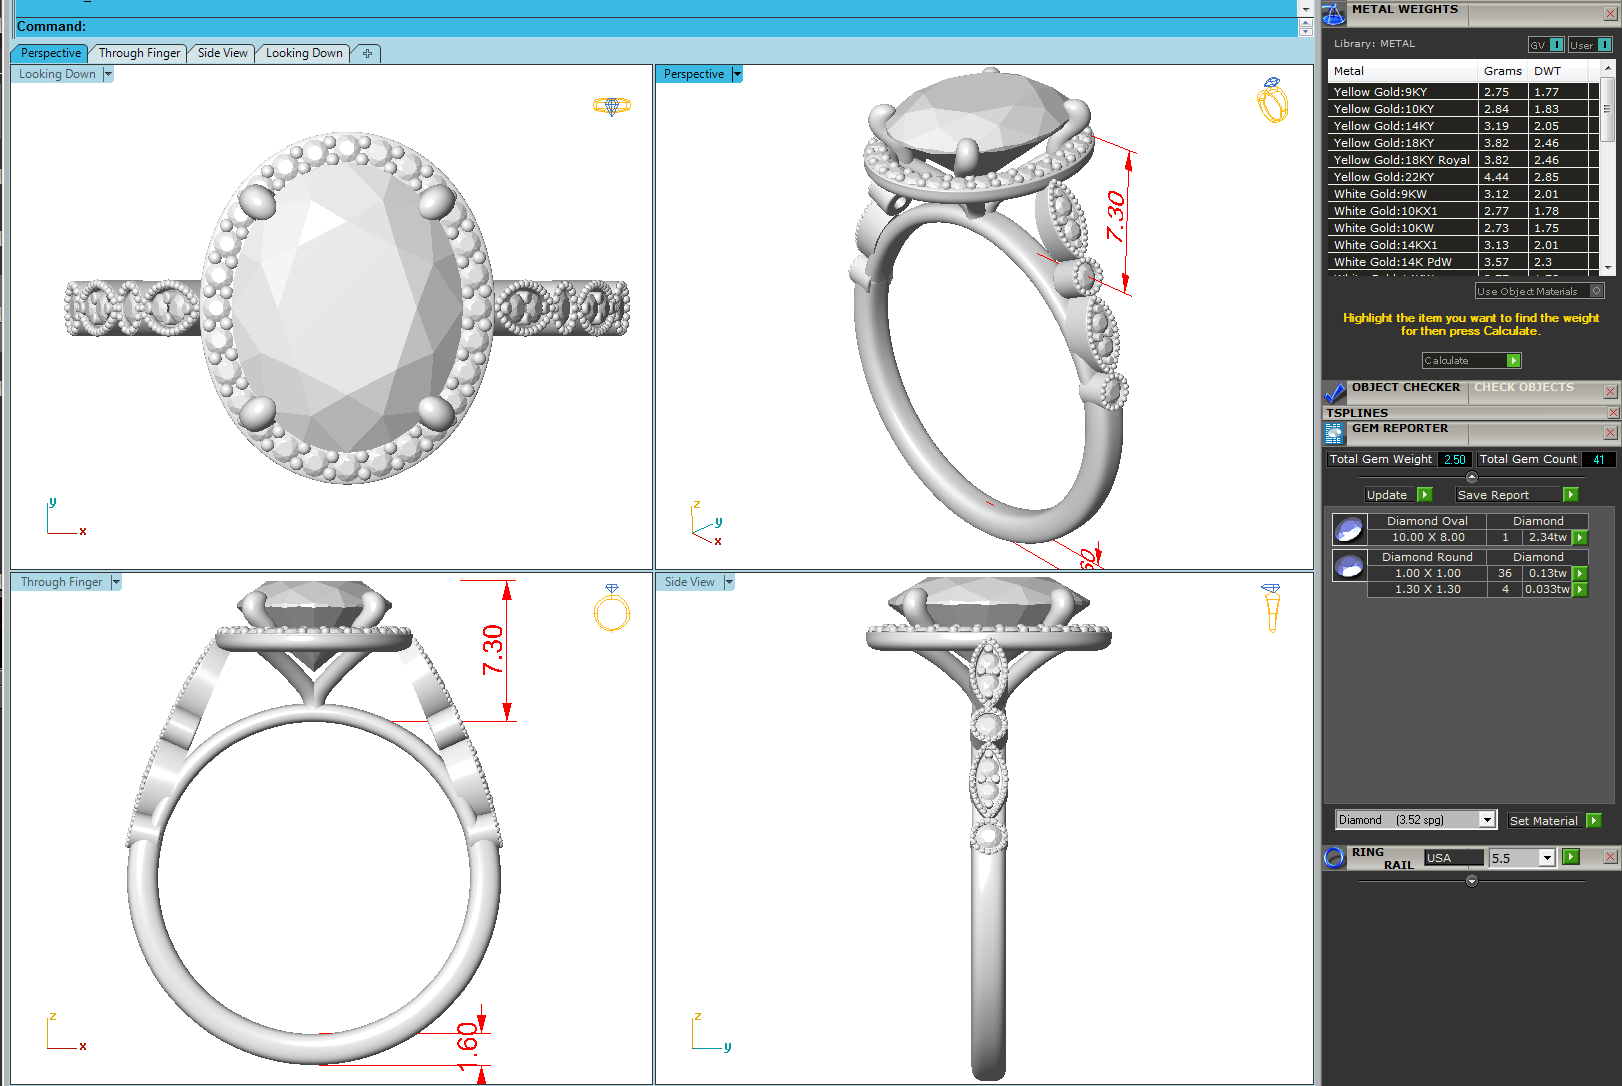 Command:
Perspective Through Finger Side View Looking Down
Looking Down
Perspective
7.30
60
y
x
z
y
x
Through Finger
Side View
7.30
1.60
z
x
z
y
METAL WEIGHTS
Library: METAL GV User
Metal Grams DWT
Yellow Gold:9KY 2.75 1.77
Yellow Gold:10KY 2.84 1.83
Yellow Gold:14KY 3.19 2.05
Yellow Gold:18KY 3.82 2.46
Yellow Gold:18KY Royal 3.82 2.46
Yellow Gold:22KY 4.44 2.85
White Gold:9KW 3.12 2.01
White Gold:10KX1 2.77 1.78
White Gold:10KW 2.73 1.75
White Gold:14KX1 3.13 2.01
White Gold:14K PdW 3.57 2.3
Use Object Materials
Highlight the item you want to find the weight
for then press Calculate.
Calculate
OBJECT CHECKER CHECK OBJECTS
TSPLINES
GEM REPORTER
Total Gem Weight 2.50 Total Gem Count 41
Update Save Report
Diamond Oval Diamond
10.00 X 8.00 1 2.34tw
Diamond Round Diamond
1.00 X 1.00 36 0.13tw
1.30 X 1.30 4 0.033tw
Diamond (3.52 spg) Set Material
RING RAIL USA 5.5